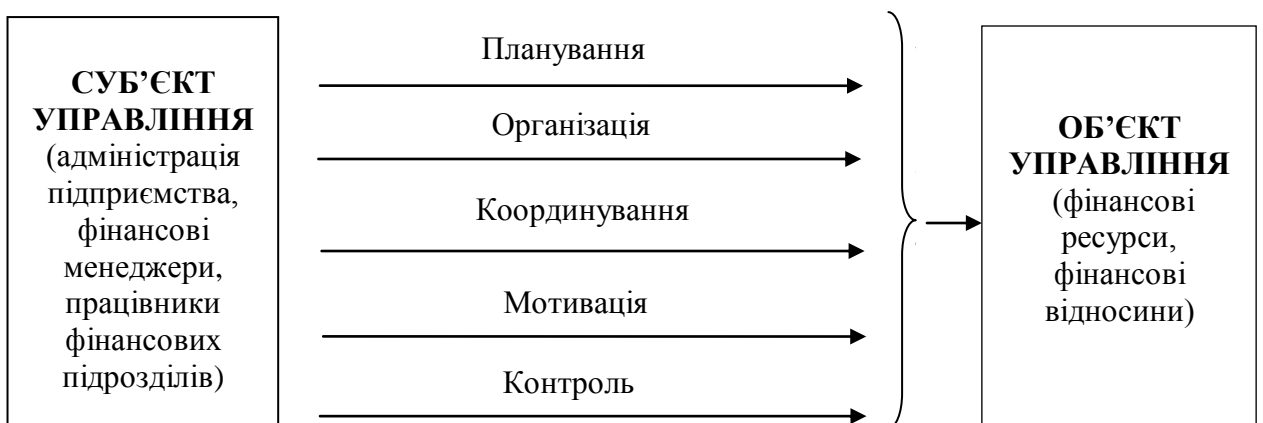 СУБ’ЄКТ
УПРАВЛІННЯ
(адміністрація
підприємства,
фінансові
менеджери,
працівники
фінансових
підрозділів)
Планування
Організація
Координування
Мотивація
Контроль
ОБ’ЄКТ
УПРАВЛІННЯ
(фінансові
ресурси,
фінансові
відносини)